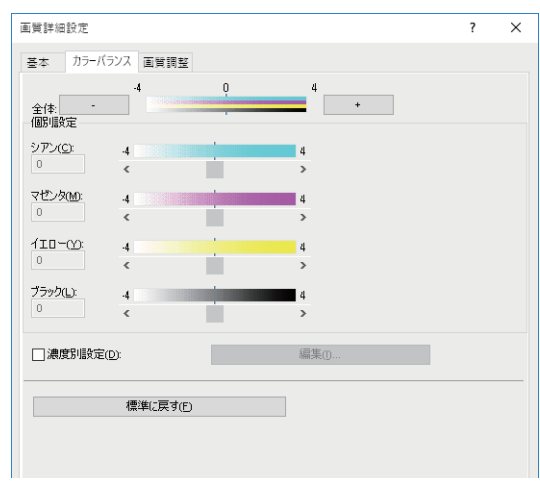 画質詳細設定 ? ×
基本 カラーバランス 画質調整
-4 0 4
全体: - +
個別設定
シアン(C):
0 -4 4
< >
マゼンタ(M):
0 -4 4
< >
イエロー(Y):
0 -4 4
< >
ブラック(L):
0 -4 4
< >
濃度別設定(D): 編集(I)...
標準に戻す(F)